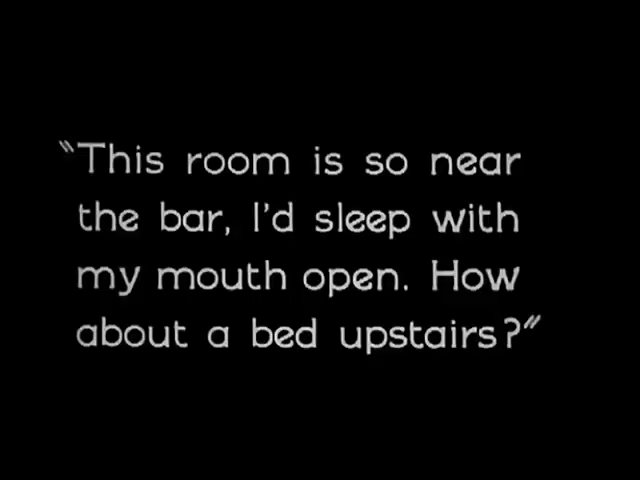 "This room is so near
the bar, I'd sleep with
my mouth open. How
about a bed upstairs?"